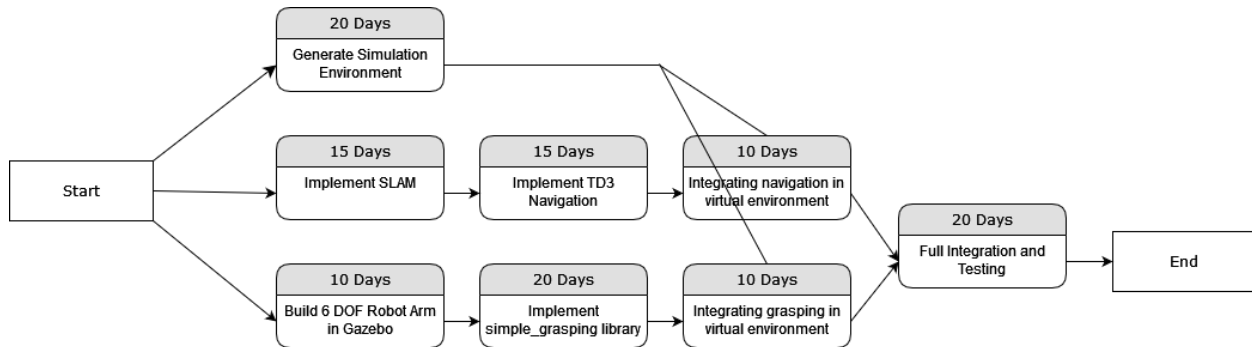 20 Days
Generate Simulation
Environment
Start
15 Days
Implement SLAM
15 Days
Implement TD3
Navigation
10 Days
Integrating navigation in
virtual environment
10 Days
Build 6 DOF Robot Arm
in Gazebo
20 Days
Implement
simple_grasping library
10 Days
Integrating grasping in
virtual environment
20 Days
Full Integration and
Testing
End